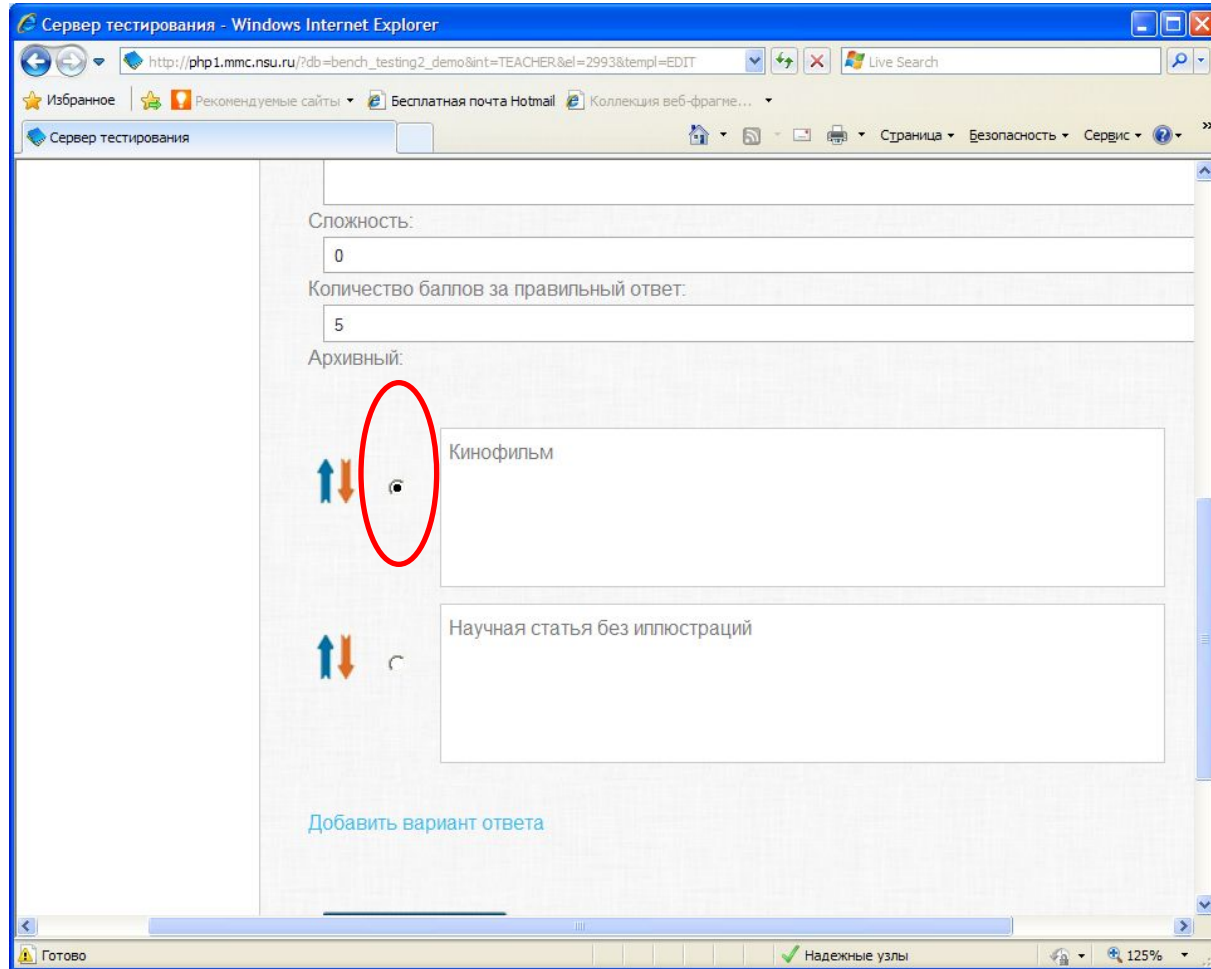 Сервер тестирования - Windows Internet Explorer
http://php1.mmc.nsu.ru/?db=bench_testing2_demo&int=TEACHER&el=2993&templ=EDIT
Live Search
Избранное Рекомендуемые сайты Бесплатная почта Hotmail Коллекция веб-фрагме...
Сервер тестирования Страница Безопасность Сервис »
Сложность:
0
Количество баллов за правильный ответ:
5
Архивный:
Кинофильм
Научная статья без иллюстраций
Добавить вариант ответа
Готово Надежные узлы 125%